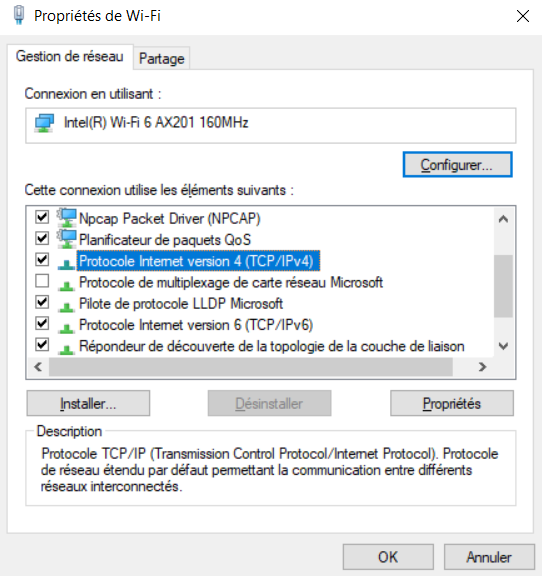 Propriétés de Wi-Fi
Gestion de réseau
Partage
Connexion en utilisant :
Intel(R) Wi-Fi 6 AX201 160MHz
Configurer...
Cette connexion utilise les éléments suivants :
Npcap Packet Driver (NPCAP)
Planificateur de paquets QoS
Protocole Internet version 4 (TCP/IPv4)
Protocole de multiplexage de carte réseau Microsoft
Pilote de protocole LLDP Microsoft
Protocole Internet version 6 (TCP/IPv6)
Répondeur de découverte de la topologie de la couche de liaison
Installer...
Désinstaller
Propriétés
Description
Protocole TCP/IP (Transmission Control Protocol/Internet Protocol). Protocole
de réseau étendu par défaut permettant la communication entre différents
réseaux interconnectés.
OK
Annuler